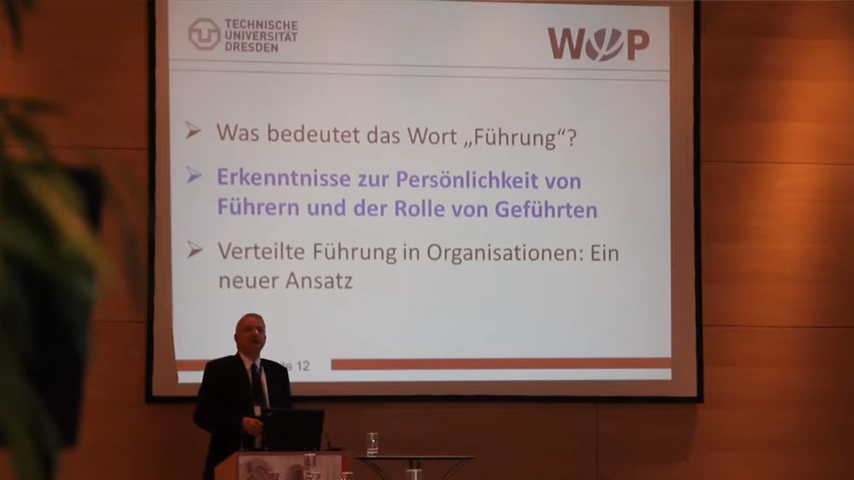 TECHNISCHE
UNIVERSITÄT
DRESDEN
WOP
Was bedeutet das Wort „Führung“?
Erkenntnisse zur Persönlichkeit von
Führern und der Rolle von Geführten
Verteilte Führung in Organisationen: Ein
neuer Ansatz
12